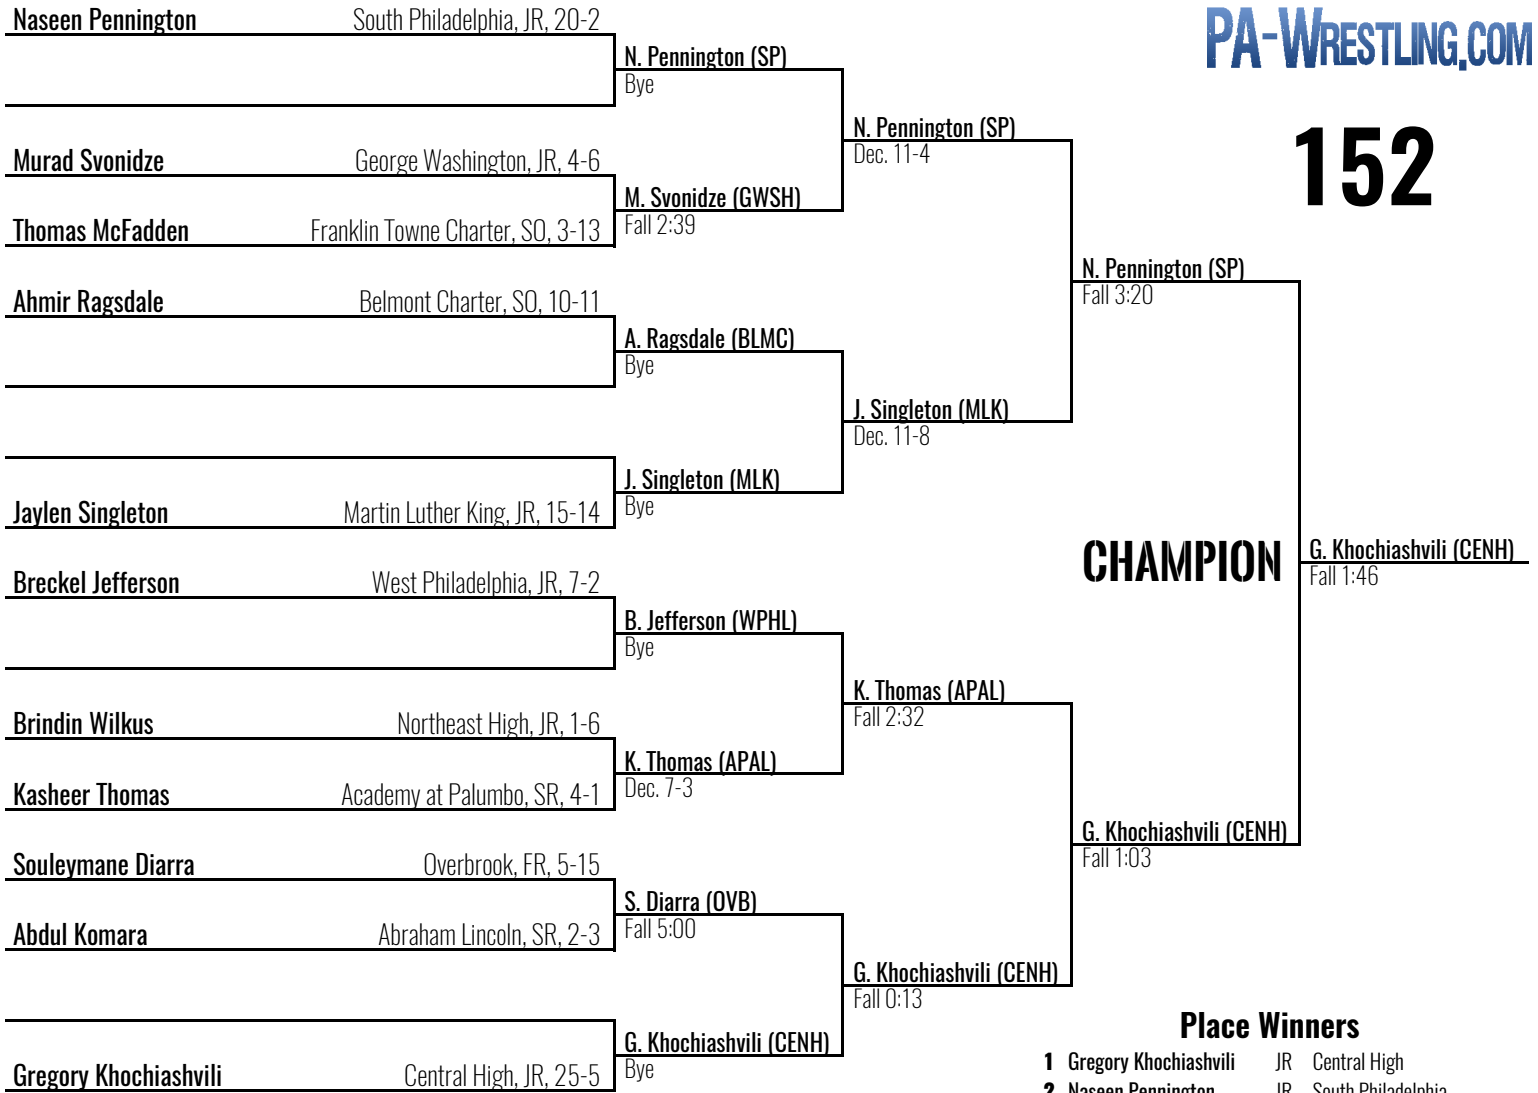 Naseen Pennington South Philadelphia, JR, 20-2
PA-WRESTLING.COM
N. Pennington (SP)
Bye
N. Pennington (SP)
Dec. 11-4
152
Murad Svonidze George Washington, JR, 4-6
M. Svonidze (GWSH)
Fall 2:39
Thomas McFadden Franklin Towne Charter, SO, 3-13
N. Pennington (SP)
Fall 3:20
Ahmir Ragsdale Belmont Charter, SO, 10-11
A. Ragsdale (BLMC)
Bye
J. Singleton (MLK)
Dec. 11-8
J. Singleton (MLK)
Bye
Jaylen Singleton Martin Luther King, JR, 15-14
CHAMPION
G. Khochiashvili (CENH)
Fall 1:46
Breckel Jefferson West Philadelphia, JR, 7-2
B. Jefferson (WPHL)
Bye
K. Thomas (APAL)
Fall 2:32
Brindin Wilkus Northeast High, JR, 1-6
K. Thomas (APAL)
Dec. 7-3
Kasheer Thomas Academy at Palumbo, SR, 4-1
G. Khochiashvili (CENH)
Fall 1:03
Souleymane Diarra Overbrook, FR, 5-15
S. Diarra (OVB)
Fall 5:00
Abdul Komara Abraham Lincoln, SR, 2-3
G. Khochiashvili (CENH)
Fall 0:13
G. Khochiashvili (CENH)
Bye
Gregory Khochiashvili Central High, JR, 25-5
Place Winners
1 Gregory Khochiashvili JR Central High
2 Naseen Pennington JR South Philadelphia